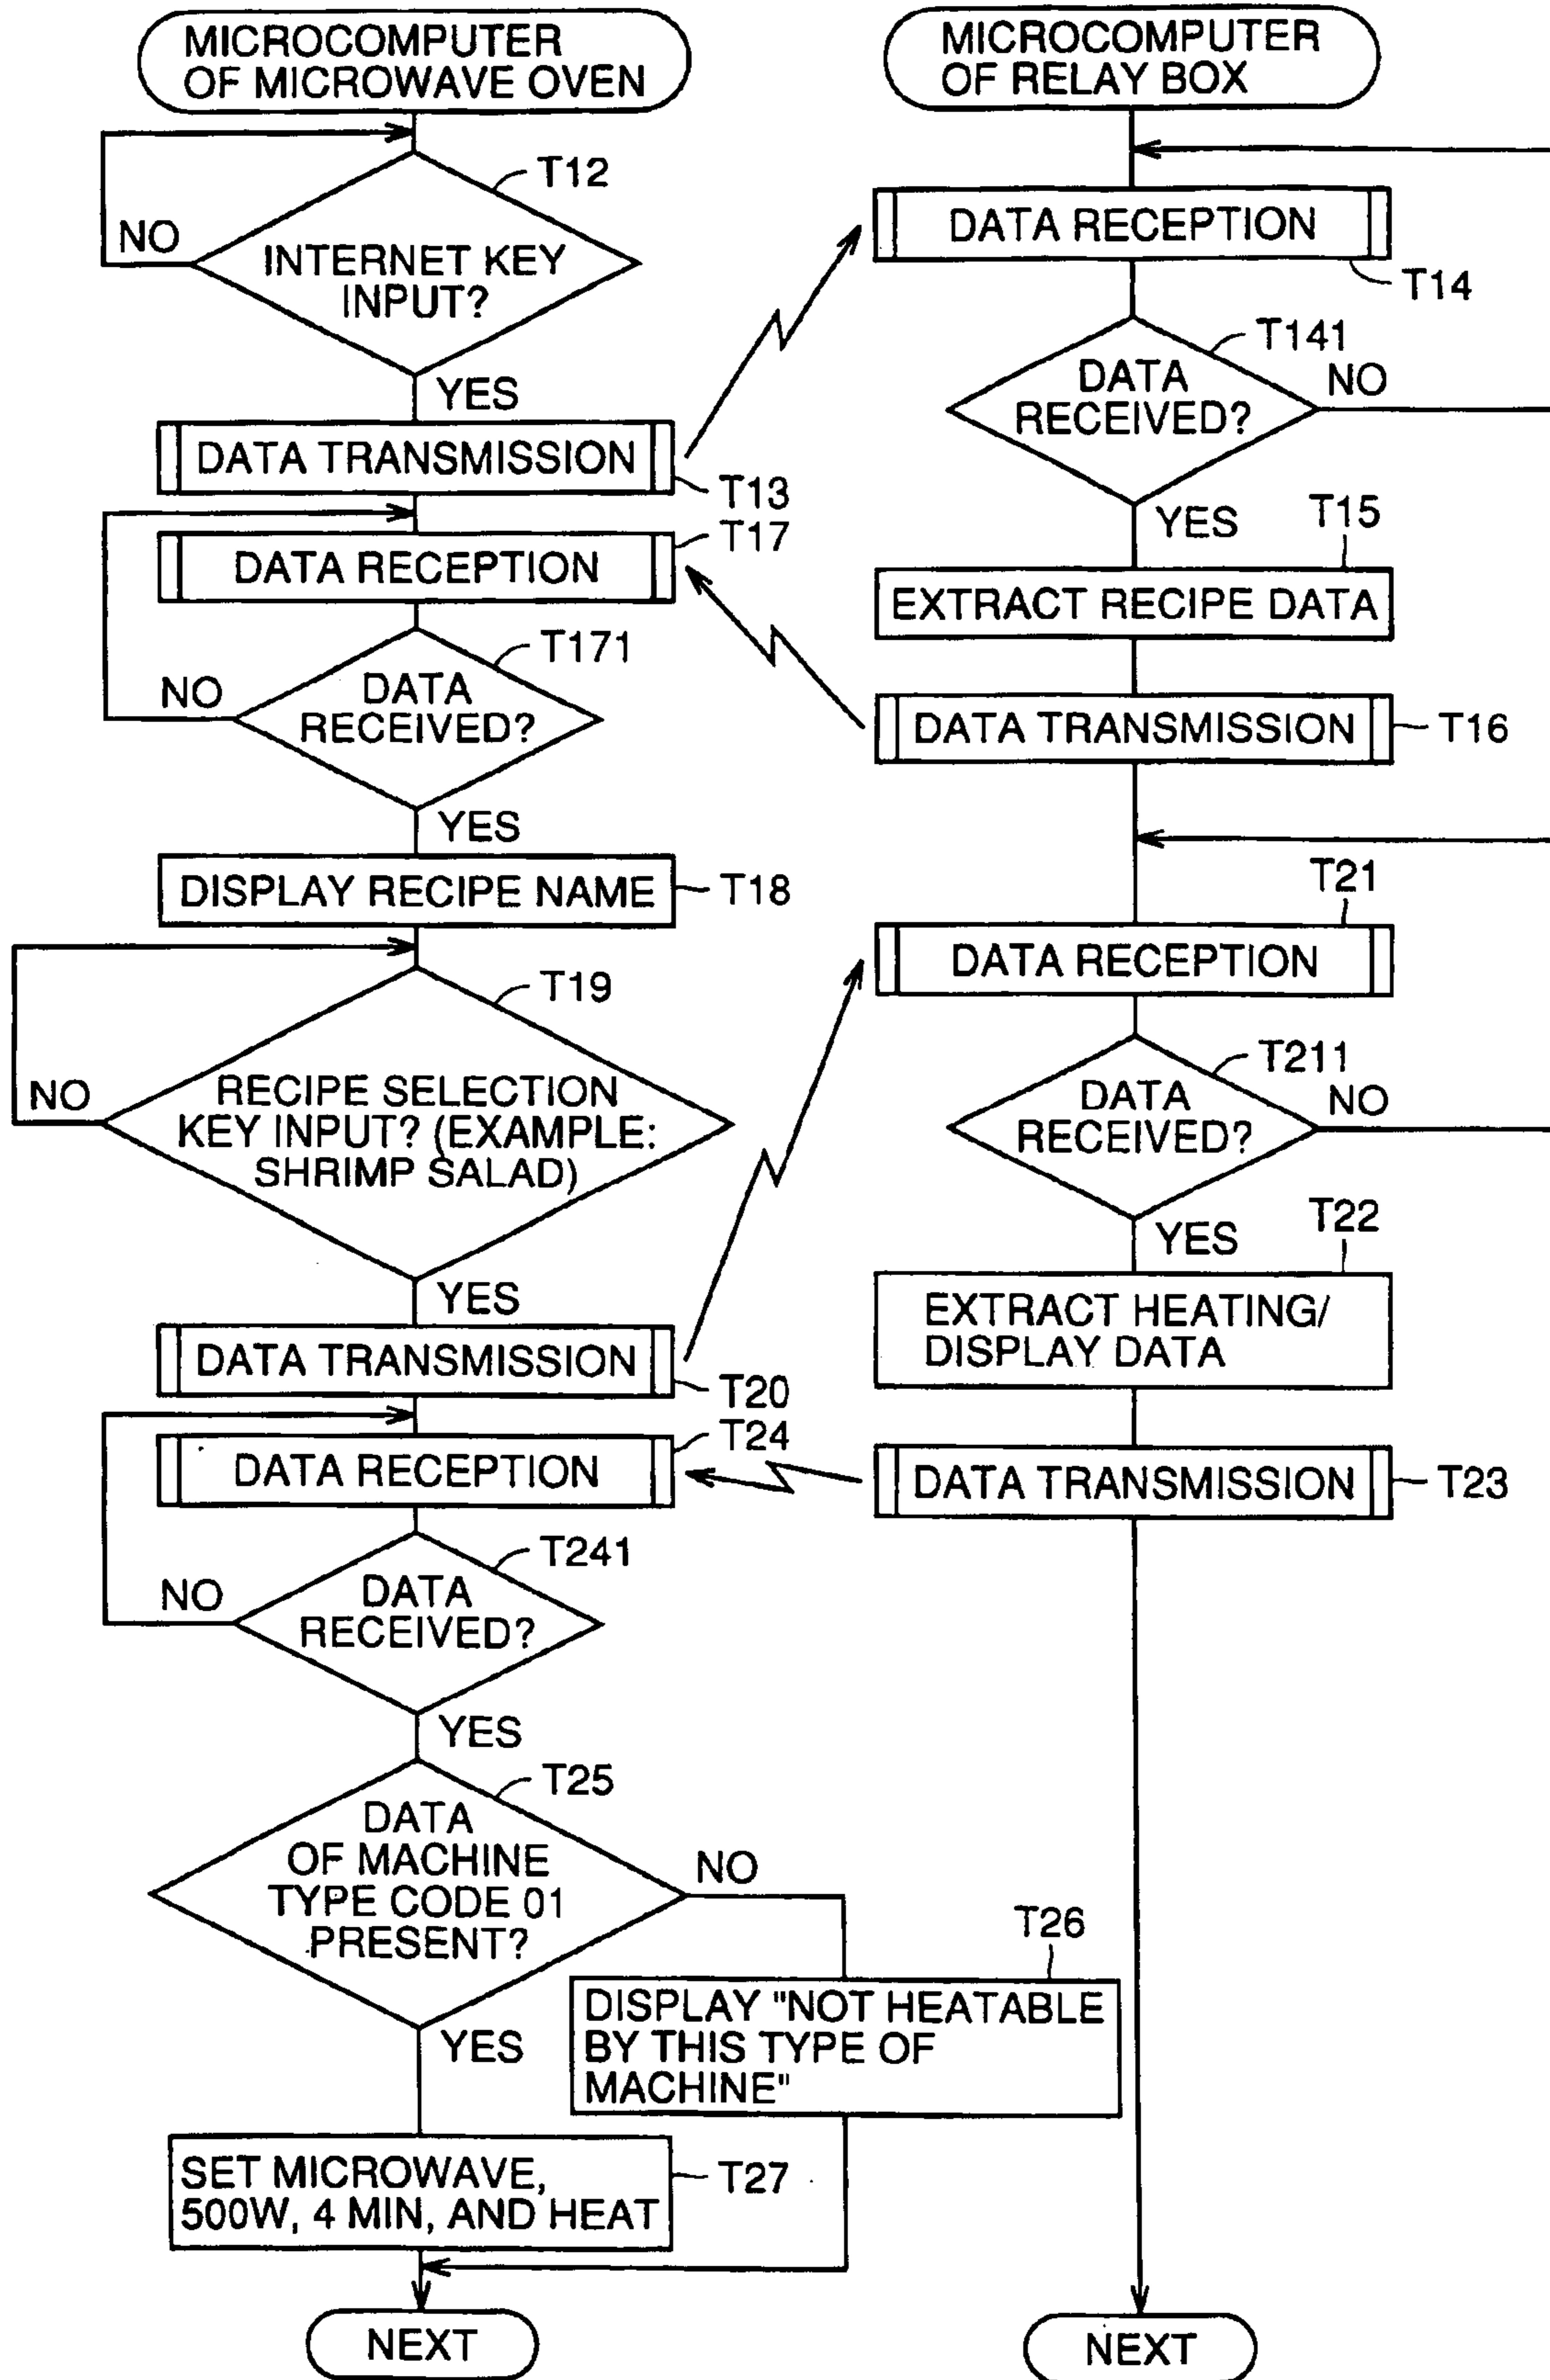 MICROCOMPUTER
OF MICROWAVE OVEN
T12
NO
INTERNET KEY
INPUT?
YES
DATA TRANSMISSION
T13
T17
DATA RECEPTION
T171
NO
DATA
RECEIVED?
YES
DISPLAY RECIPE NAME
T18
T19
NO
RECIPE SELECTION
KEY INPUT? (EXAMPLE:
SHRIMP SALAD)
YES
DATA TRANSMISSION
T20
T24
DATA RECEPTION
T241
NO
DATA
RECEIVED?
YES
T25
DATA
OF MACHINE
TYPE CODE 01
PRESENT?
NO
YES
T26
DISPLAY "NOT HEATABLE
BY THIS TYPE OF
MACHINE"
SET MICROWAVE,
500W, 4 MIN, AND HEAT
T27
NEXT
MICROCOMPUTER
OF RELAY BOX
DATA RECEPTION
T14
T141
DATA
RECEIVED?
NO
YES
T15
EXTRACT RECIPE DATA
DATA TRANSMISSION
T16
T21
DATA RECEPTION
T211
DATA
RECEIVED?
NO
YES
T22
EXTRACT HEATING/
DISPLAY DATA
DATA TRANSMISSION
T23
NEXT